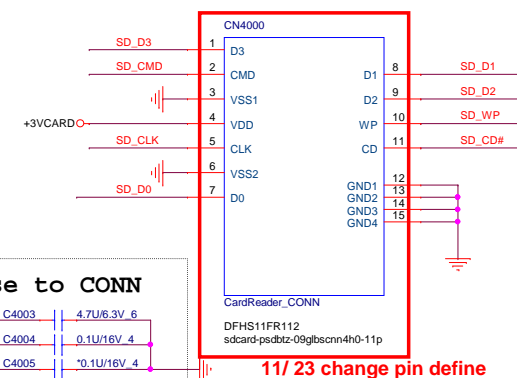 CN4000
SD_D3 1 D3
SD_CMD 2 CMD D1 8 SD_D1
3 VSS1 D2 9 SD_D2
+3VCARD 4 VDD WP 10 SD_WP
SD_CLK 5 CLK CD 11 SD_CD#
6 VSS2 GND1 12
SD_D0 7 D0 GND2 13
GND3 14
GND4 15
se to CONN
CardReader_CONN
C4003 4.7U/6.3V_6
DFHS11FR112
C4004 0.1U/16V_4
sdcard-psdbtz-09glbscnn4h0-11p
C4005 *0.1U/16V_4
11/ 23 change pin define